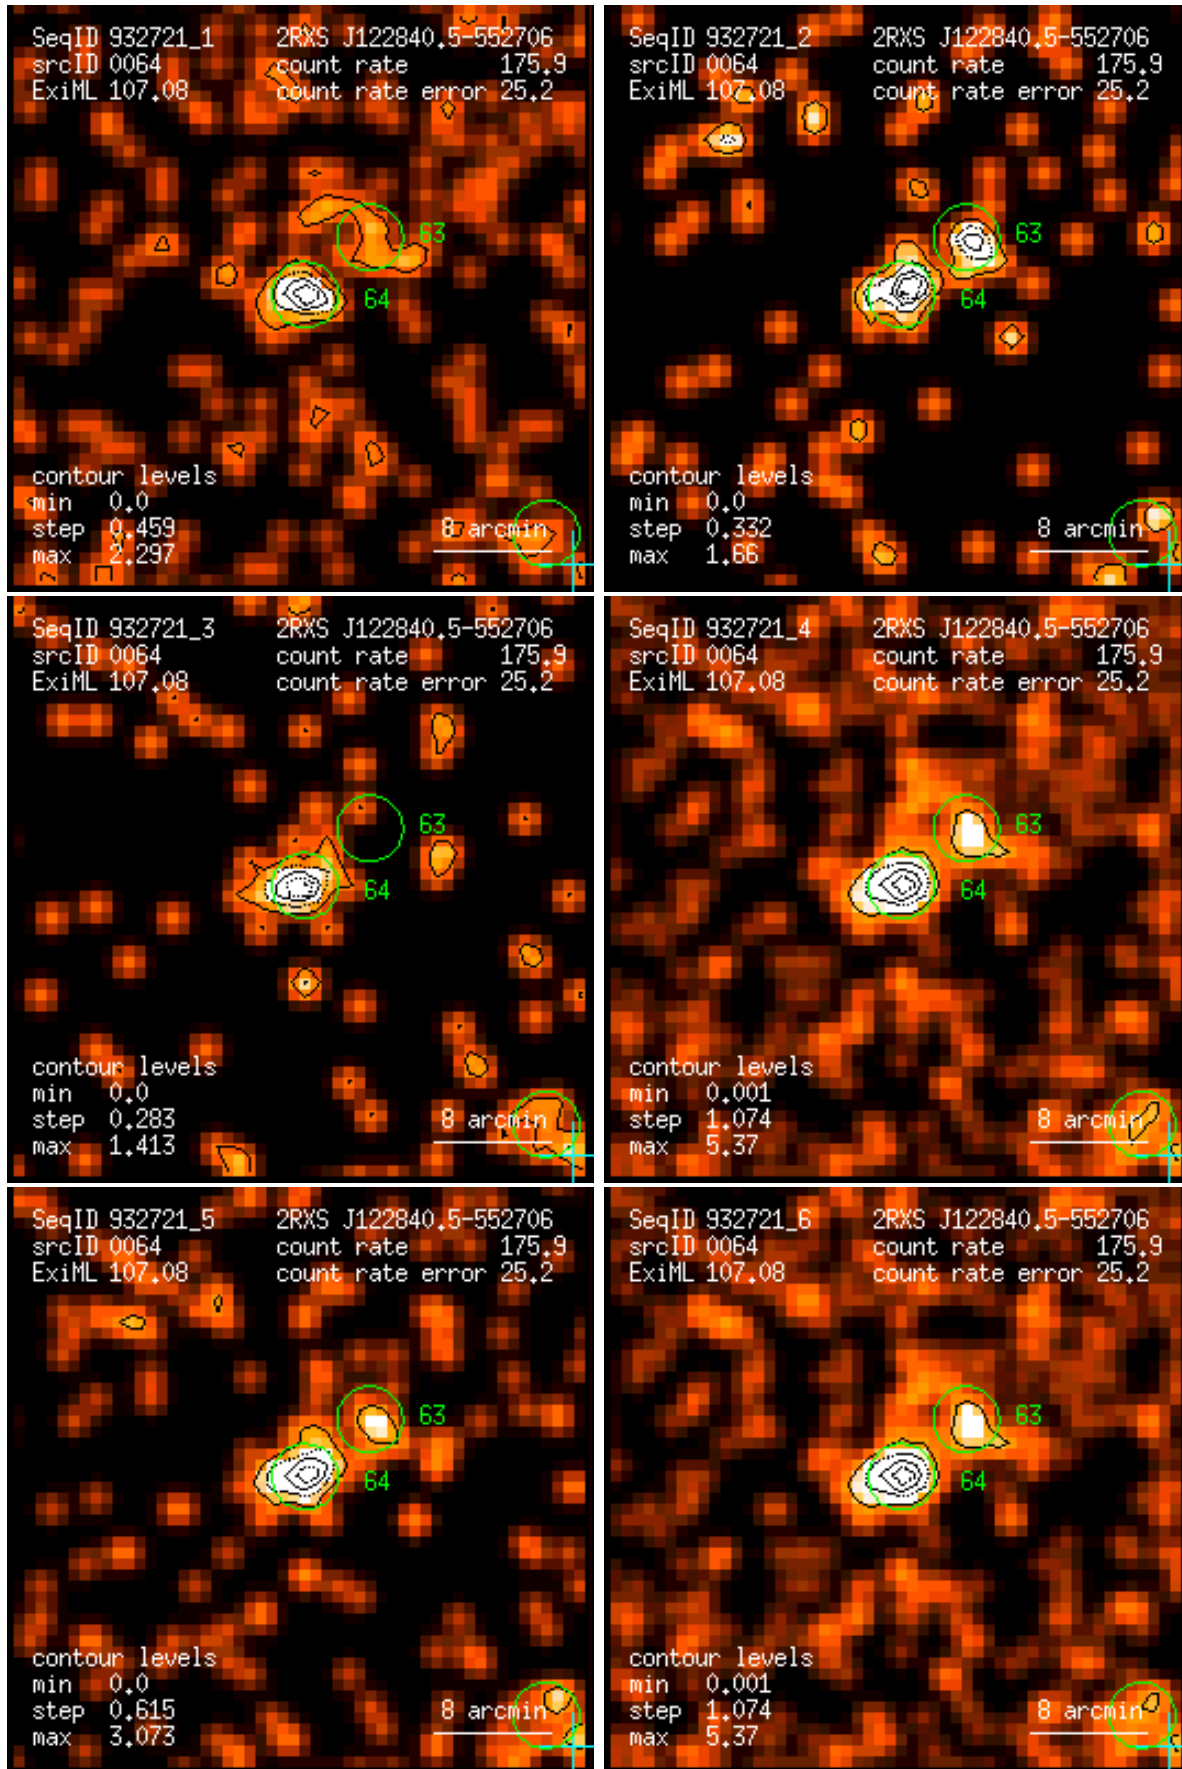 SeqID 932721_1 2RXS J122840.5-552706
srcID 0064 count rate 175.9
ExiML 107.08 count rate error 25.2
63
64
contour levels
min 0.0
step 0.459
max 2.297
8 arcmin
SeqID 932721_2 2RXS J122840.5-552706
srcID 0064 count rate 175.9
ExiML 107.08 count rate error 25.2
63
64
contour levels
min 0.0
step 0.332
max 1.66
8 arcmin
SeqID 932721_3 2RXS J122840.5-552706
srcID 0064 count rate 175.9
ExiML 107.08 count rate error 25.2
63
64
contour levels
min 0.0
step 0.283
max 1.413
8 arcmin
SeqID 932721_4 2RXS J122840.5-552706
srcID 0064 count rate 175.9
ExiML 107.08 count rate error 25.2
63
64
contour levels
min 0.001
step 1.074
max 5.37
8 arcmin
SeqID 932721_5 2RXS J122840.5-552706
srcID 0064 count rate 175.9
ExiML 107.08 count rate error 25.2
63
64
contour levels
min 0.0
step 0.615
max 3.073
8 arcmin
SeqID 932721_6 2RXS J122840.5-552706
srcID 0064 count rate 175.9
ExiML 107.08 count rate error 25.2
63
64
contour levels
min 0.001
step 1.074
max 5.37
8 arcmin